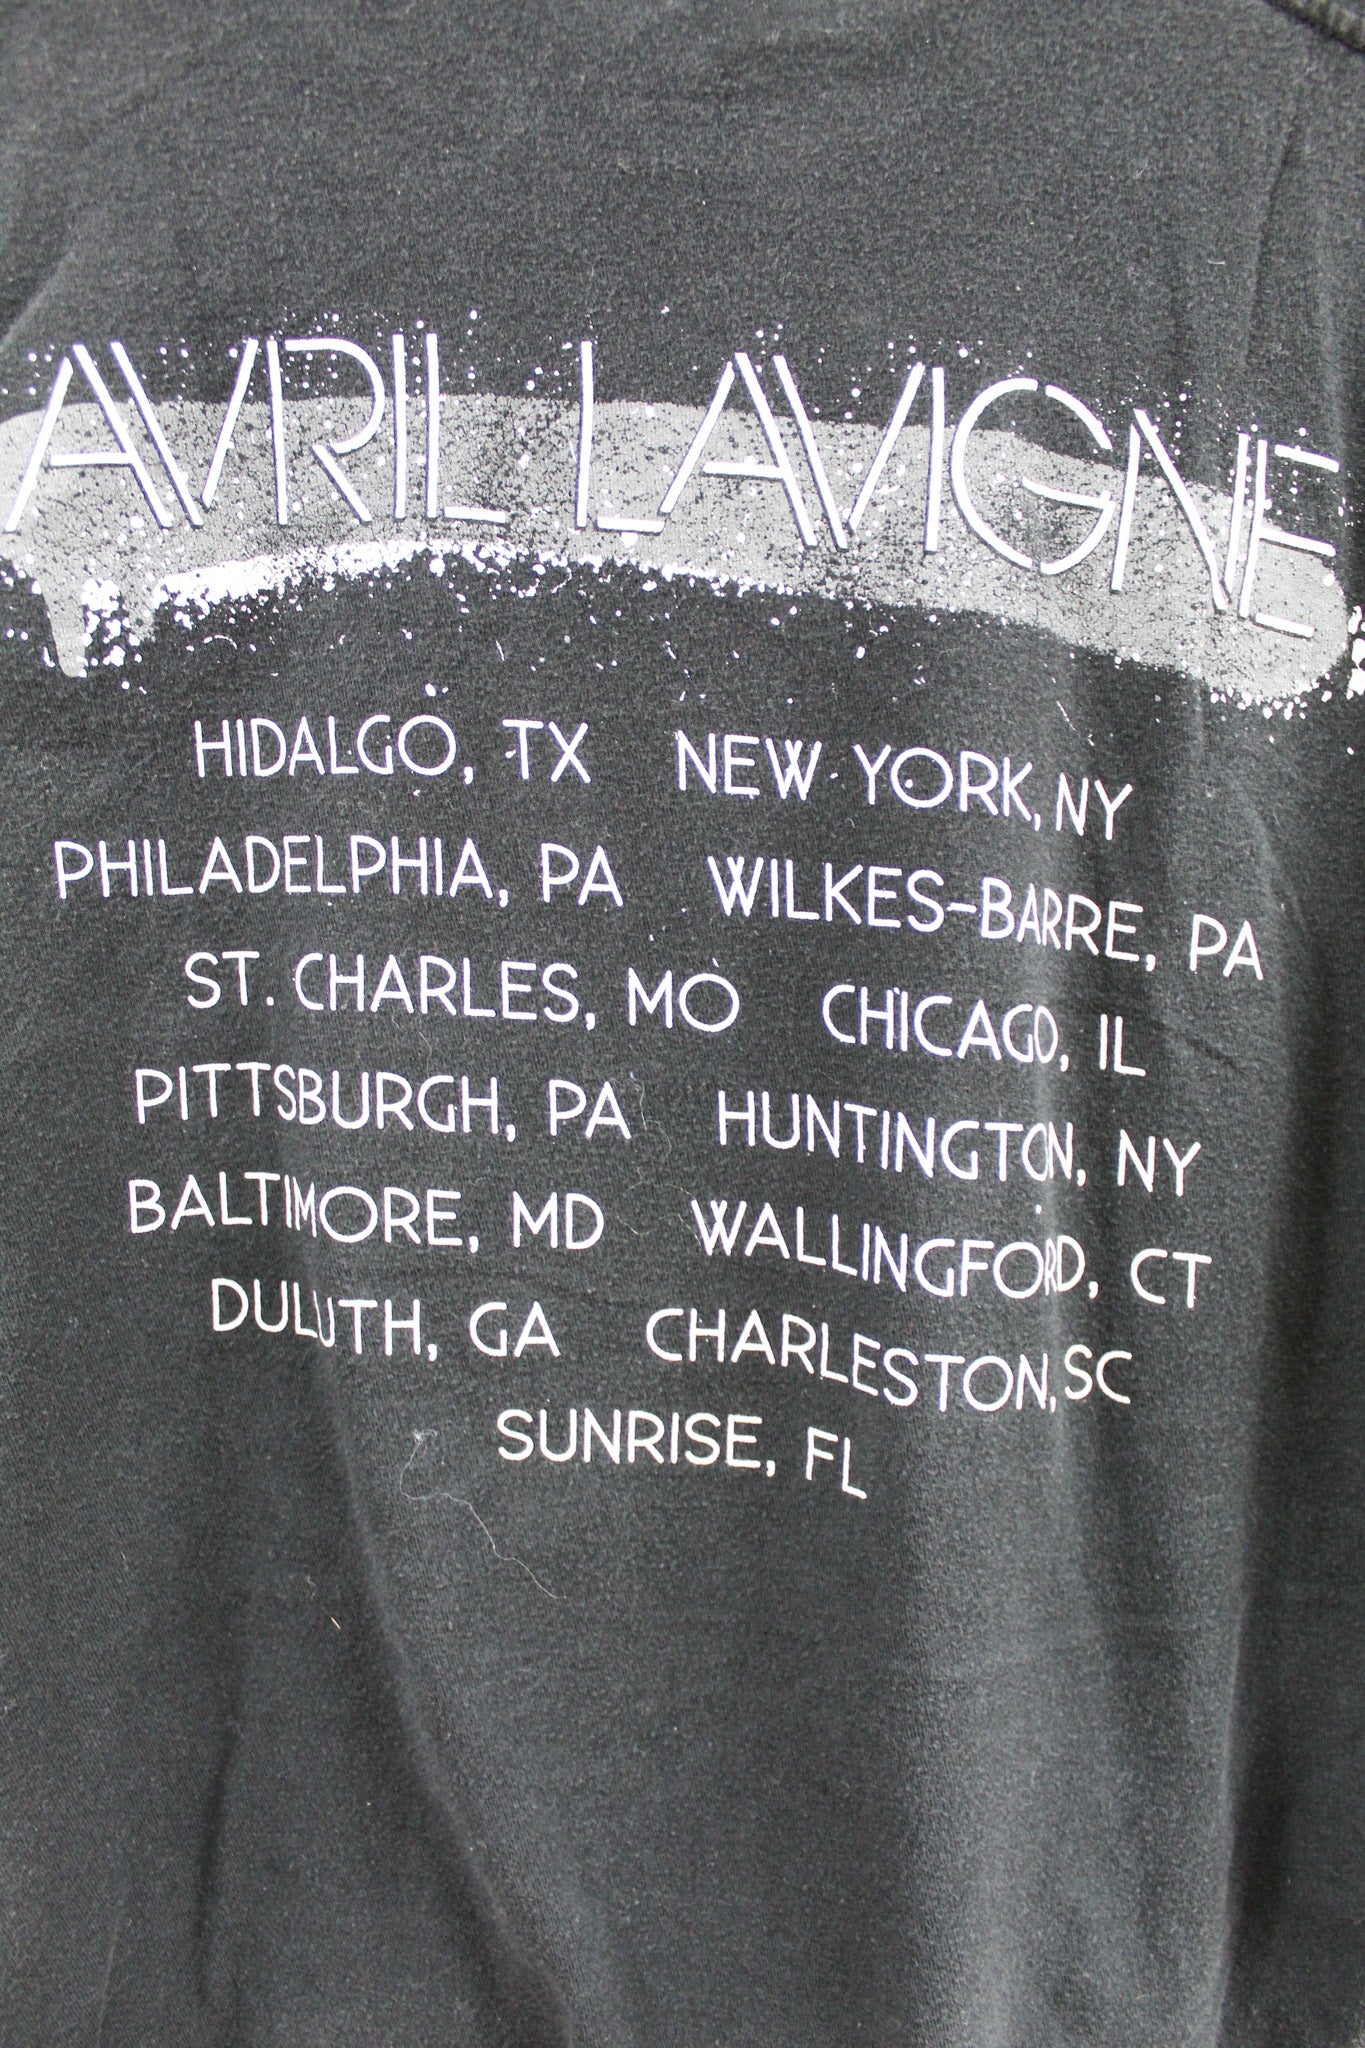 AVRIL LAVIGNE
HIDALGO, TX NEW YORK, NY
PHILADELPHIA, PA WILKES-BARRE, PA
ST. CHARLES, MO CHICAGO, IL
PITTSBURGH, PA HUNTINGTON, NY
BALTIMORE, MD WALLINGFORD, CT
DULUTH, GA CHARLESTON, SC
SUNRISE, FL